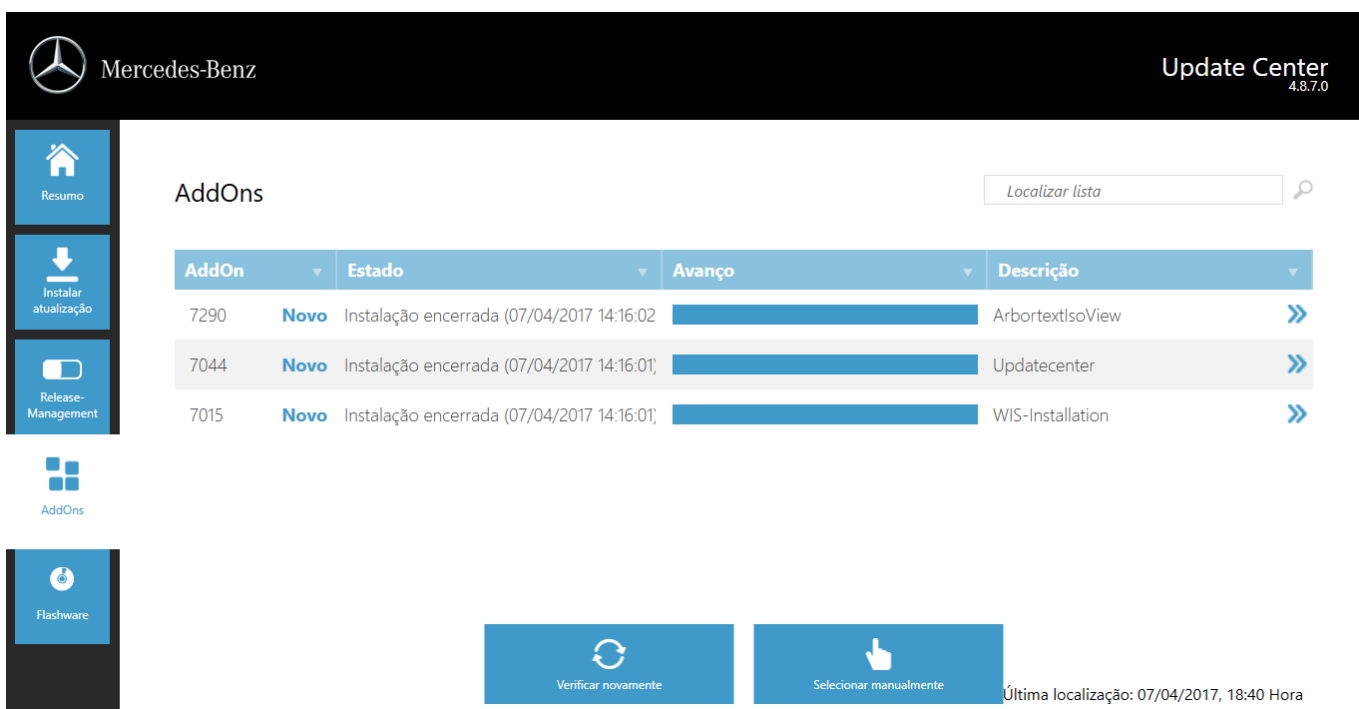 Mercedes-Benz
Update Center
4.8.7.0
Resumo
Instalar
atualização
Release-
Management
AddOns
Flashware
AddOns
Localizar lista
AddOn Estado Avanço Descrição
7290 Novo Instalação encerrada (07/04/2017 14:16:02 ArbortextIsoView
7044 Novo Instalação encerrada (07/04/2017 14:16:01) Updatecenter
7015 Novo Instalação encerrada (07/04/2017 14:16:01) WIS-Installation
Verificar novamente
Selecionar manualmente
Última localização: 07/04/2017, 18:40 Hora